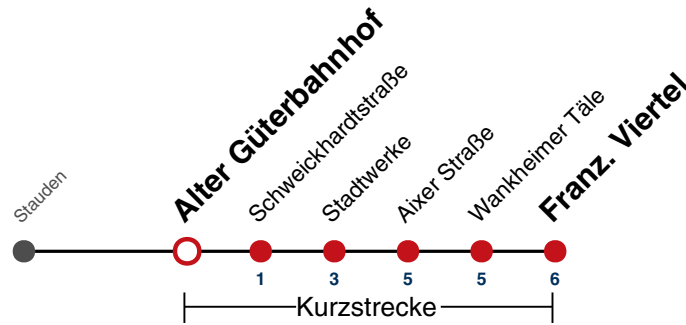 Stauden
Alter Güterbahnhof
Schweickhardtstraße
Stadtwerke
Aixer Straße
Wankheimer Täle
Franz. Viertel
1
3
5
5
6
Kurzstrecke